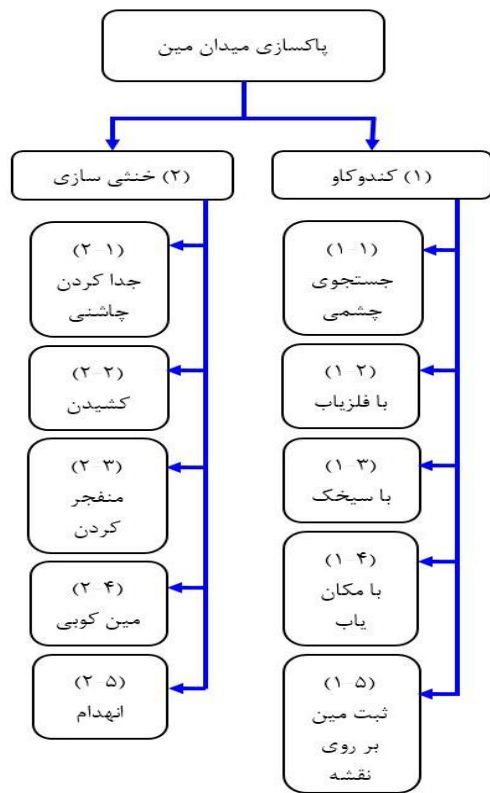 پاکسازی میدان مین
(۱) کندوکاو
(۱-۱)
جستجوی
چشمی
(۱-۲)
با فلزیاب
(۱-۳)
با سیخک
(۱-۴)
با مکان
یاب
(۱-۵)
ثبت مین
بر روی
نقشه
(۲) خنثی سازی
(۲-۱)
جدا کردن
چاشنی
(۲-۲)
کشیدن
(۲-۳)
منفجر
کردن
(۲-۴)
مین کوبی
(۲-۵)
انهدام